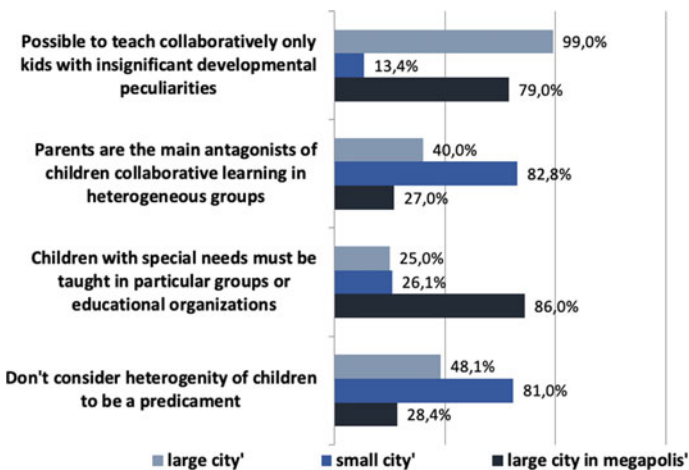 Possible to teach collaboratively only
kids with insignificant developmental
peculiarities
99,0%
13,4%
79,0%
Parents are the main antagonists of
children collaborative learning in
heterogeneous groups
40,0%
82,8%
27,0%
Children with special needs must be
taught in particular groups or
educational organizations
25,0%
26,1%
86,0%
Don't consider heterogenity of children
to be a predicament
48,1%
81,0%
28,4%
large city' small city' large city in megapolis'